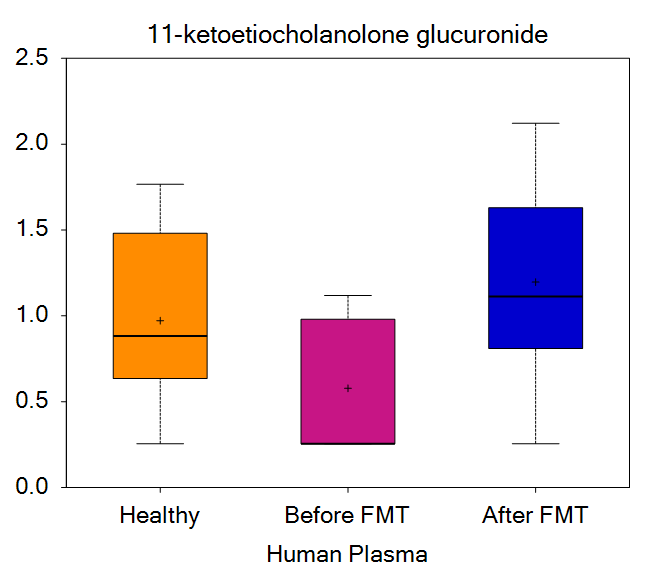 11-ketoetiocholanolone glucuronide
2.5
2.0
1.5
1.0
0.5
0.0
Healthy Before FMT After FMT
Human Plasma